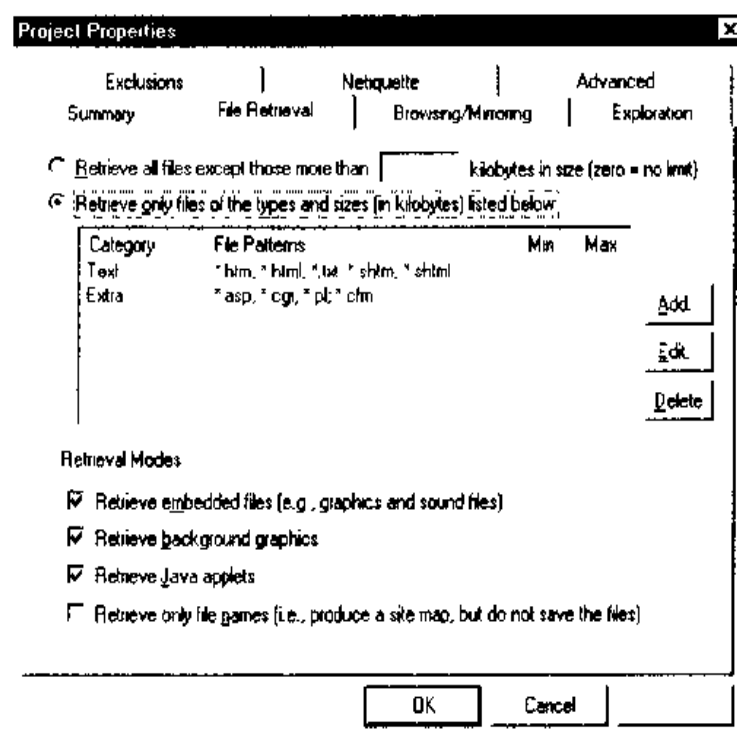 Project Properties
Exclusions Netiquette Advanced
Summary File Retrieval Browsing/Mirroring Exploration
Retrieve all files except those more than kilobytes in size (zero = no limit)
Retrieve only files of the types and sizes (in kilobytes) listed below
Category File Patterns Min Max
Text *.htm, *.html, *.txt, *.shtm, *.shtml
Extra *.asp, *.cgi, *.pl; *.cfm
Add.
Edit.
Delete
Retrieval Modes
Retrieve embedded files (e.g., graphics and sound files)
Retrieve background graphics
Retrieve Java applets
Retrieve only file names (i.e., produce a site map, but do not save the files)
OK Cancel